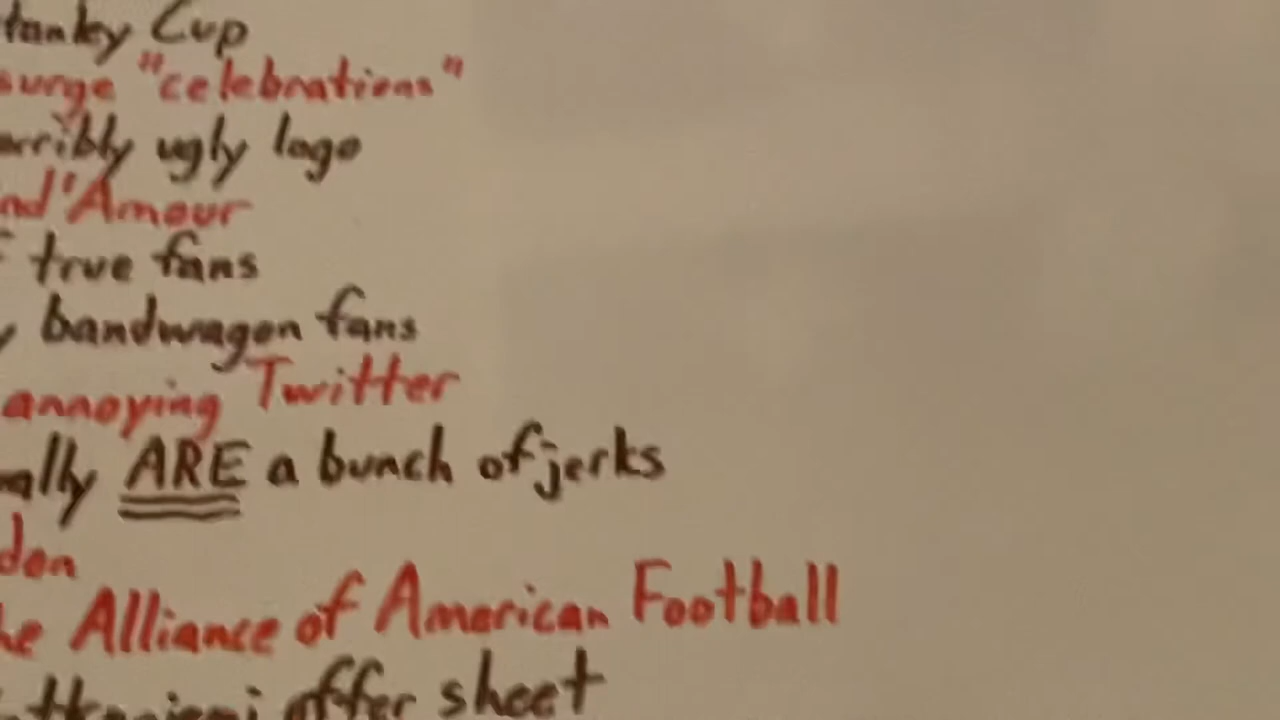 tanley Cup
surge "celebrations"
rribly ugly logo
nd'Amour
f true fans
y bandwagon fans
annoying Twitter
ally ARE a bunch of jerks
don
he Alliance of American Football
tkaniemi offer sheet